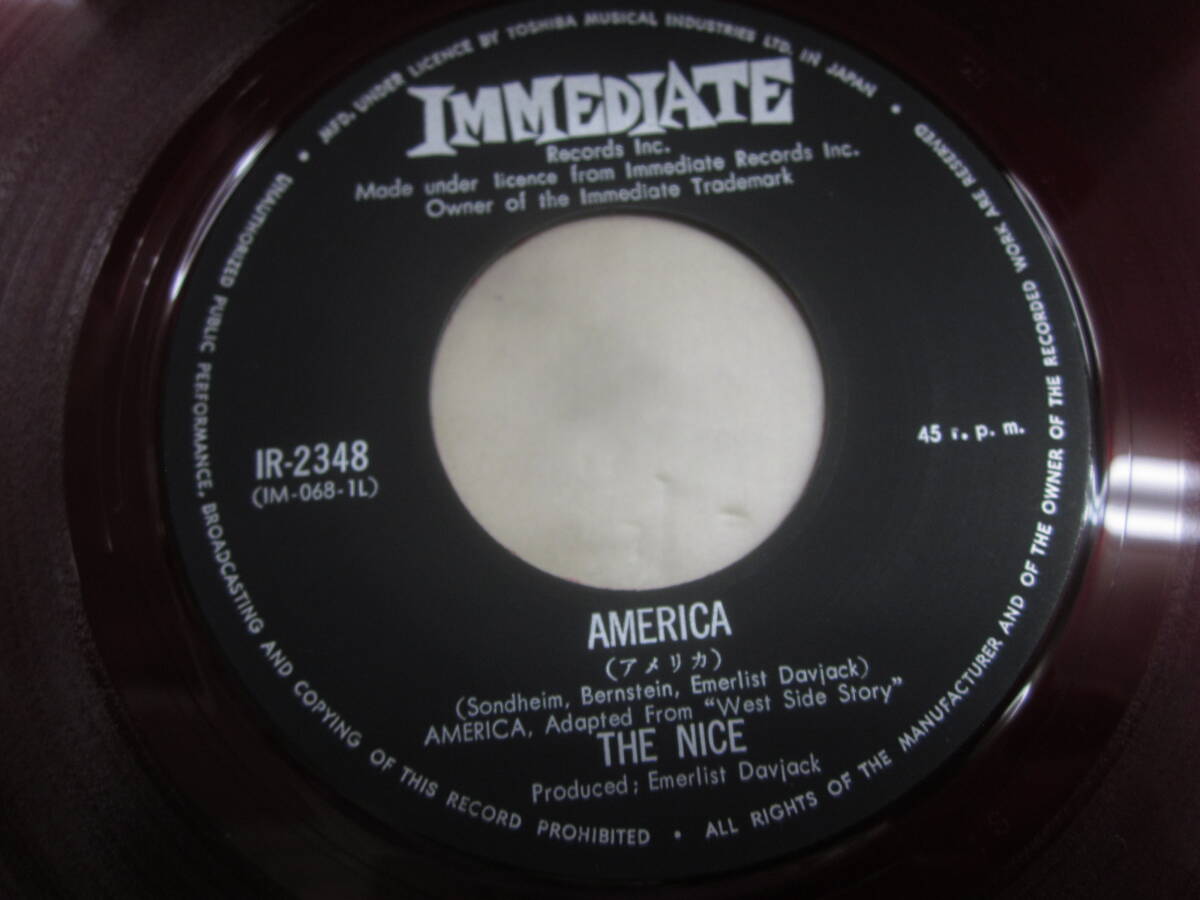 MFD. UNDER LICENCE BY TOSHIBA MUSICAL INDUSTRIES LTD. IN JAPAN •
IMMEDIATE
Records Inc.
Made under licence from Immediate Records Inc.
Owner of the Immediate Trademark
IR-2348
(IM-068-1L)
45 r.p.m.
AMERICA
(アメリカ)
(Sondheim, Bernstein, Emerlist Davjack)
AMERICA, Adapted From "West Side Story"
THE NICE
Produced; Emerlist Davjack
• UNAUTHORIZED PUBLIC PERFORMANCE, BROADCASTING AND COPYING OF THIS RECORD PROHIBITED • ALL RIGHTS OF THE MANUFACTURER AND OF THE OWNER OF THE RECORDED WORK ARE RESERVED